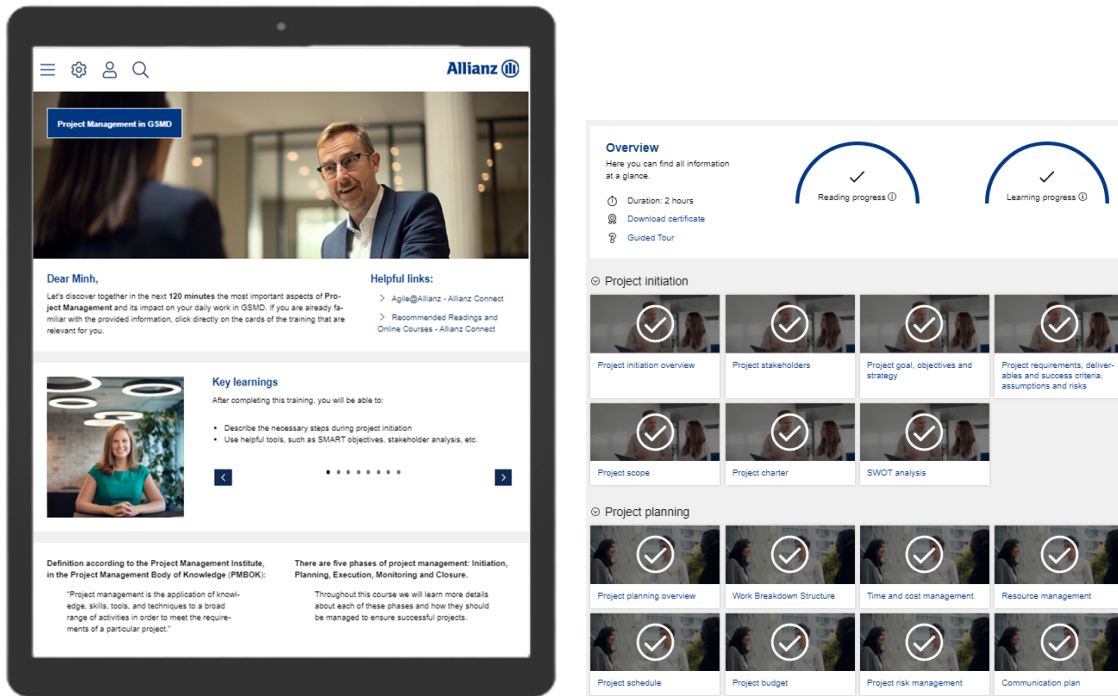 Allianz
Project Management in GSMD
Dear Minh,
Let's discover together in the next 120 minutes the most important aspects of Pro-
ject Management and its impact on your daily work in GSMD. If you are already fa-
miliar with the provided information, click directly on the cards of the training that are
relevant for you.
Helpful links:
Agile@Allianz - Allianz Connect
Recommended Readings and
Online Courses - Allianz Connect
Key learnings
After completing this training, you will be able to:
• Describe the necessary steps during project initiation
• Use helpful tools, such as SMART objectives, stakeholder analysis, etc.
Definition according to the Project Management Institute,
in the Project Management Body of Knowledge (PMBOK):
"Project management is the application of knowl-
edge, skills, tools, and techniques to a broad
range of activities in order to meet the require-
ments of a particular project."
There are five phases of project management: Initiation,
Planning, Execution, Monitoring and Closure.
Throughout this course we will learn more details
about each of these phases and how they should
be managed to ensure successful projects.
Overview
Here you can find all information
at a glance.
Duration: 2 hours
Download certificate
Guided Tour
Reading progress
Learning progress
Project initiation
Project initiation overview
Project stakeholders
Project goal, objectives and
strategy
Project requirements, deliver-
ables and success criteria,
assumptions and risks
Project scope
Project charter
SWOT analysis
Project planning
Project planning overview
Work Breakdown Structure
Time and cost management
Resource management
Project schedule
Project budget
Project risk management
Communication plan